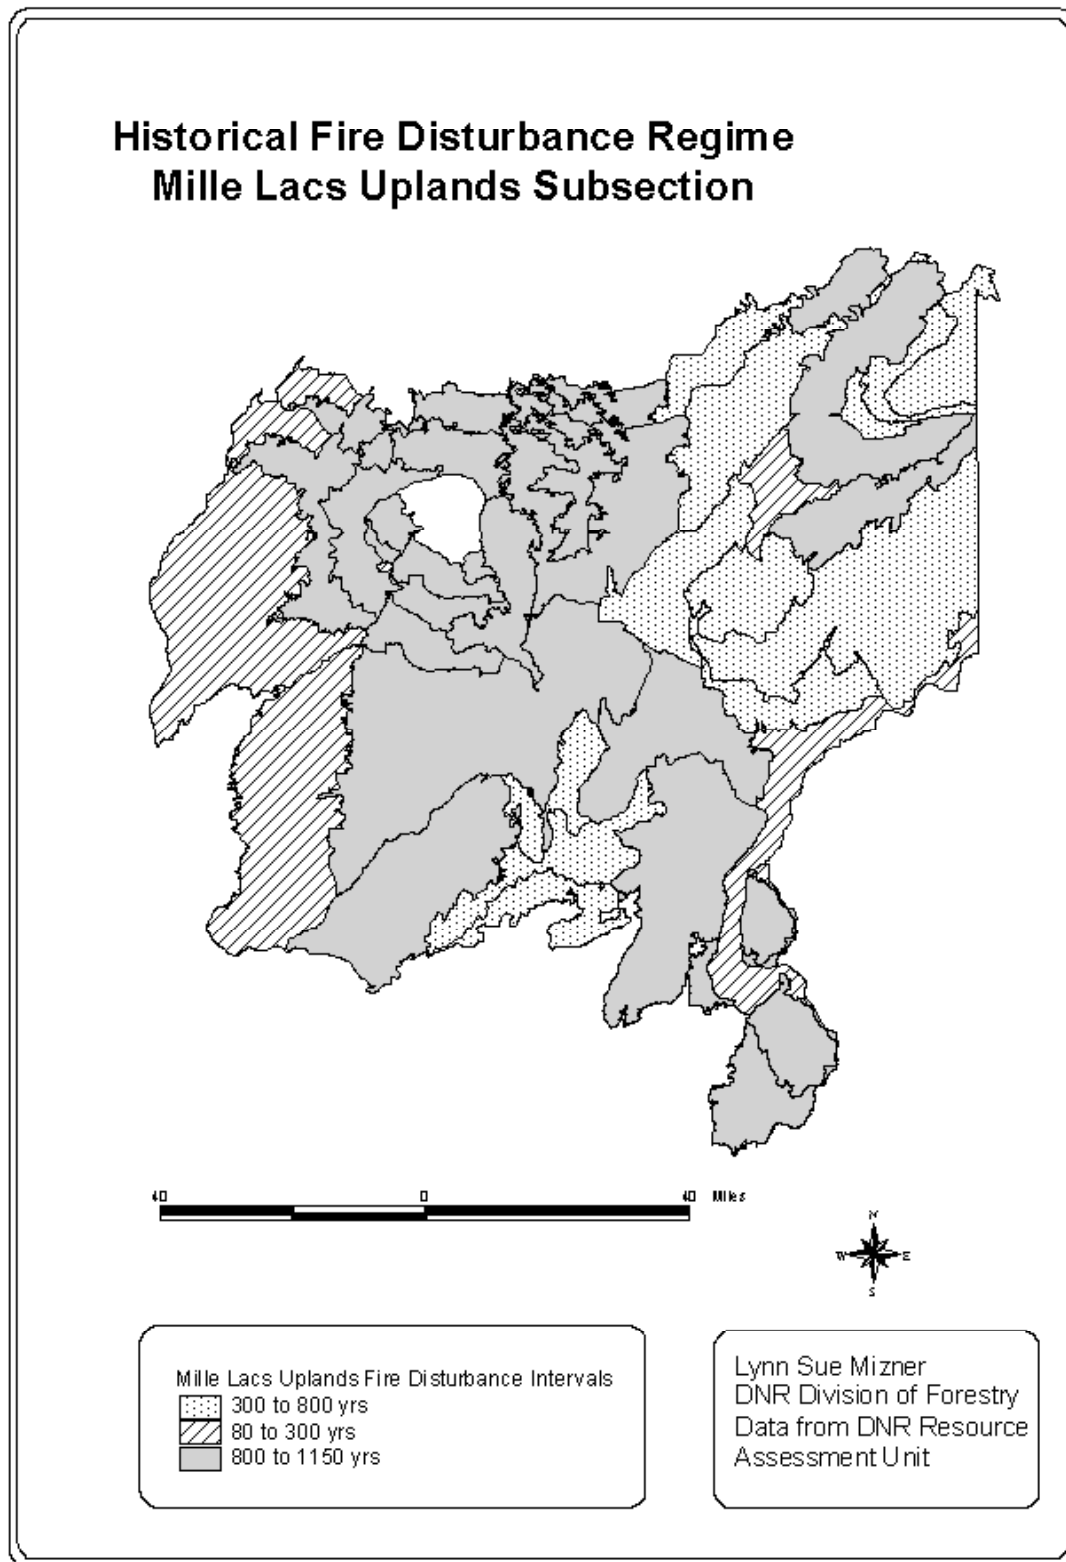 Historical Fire Disturbance Regime
Mille Lacs Uplands Subsection
40 0 40 Miles
N
W E
S
Mille Lacs Uplands Fire Disturbance Intervals
300 to 800 yrs
80 to 300 yrs
800 to 1150 yrs
Lynn Sue Mizner
DNR Division of Forestry
Data from DNR Resource
Assessment Unit